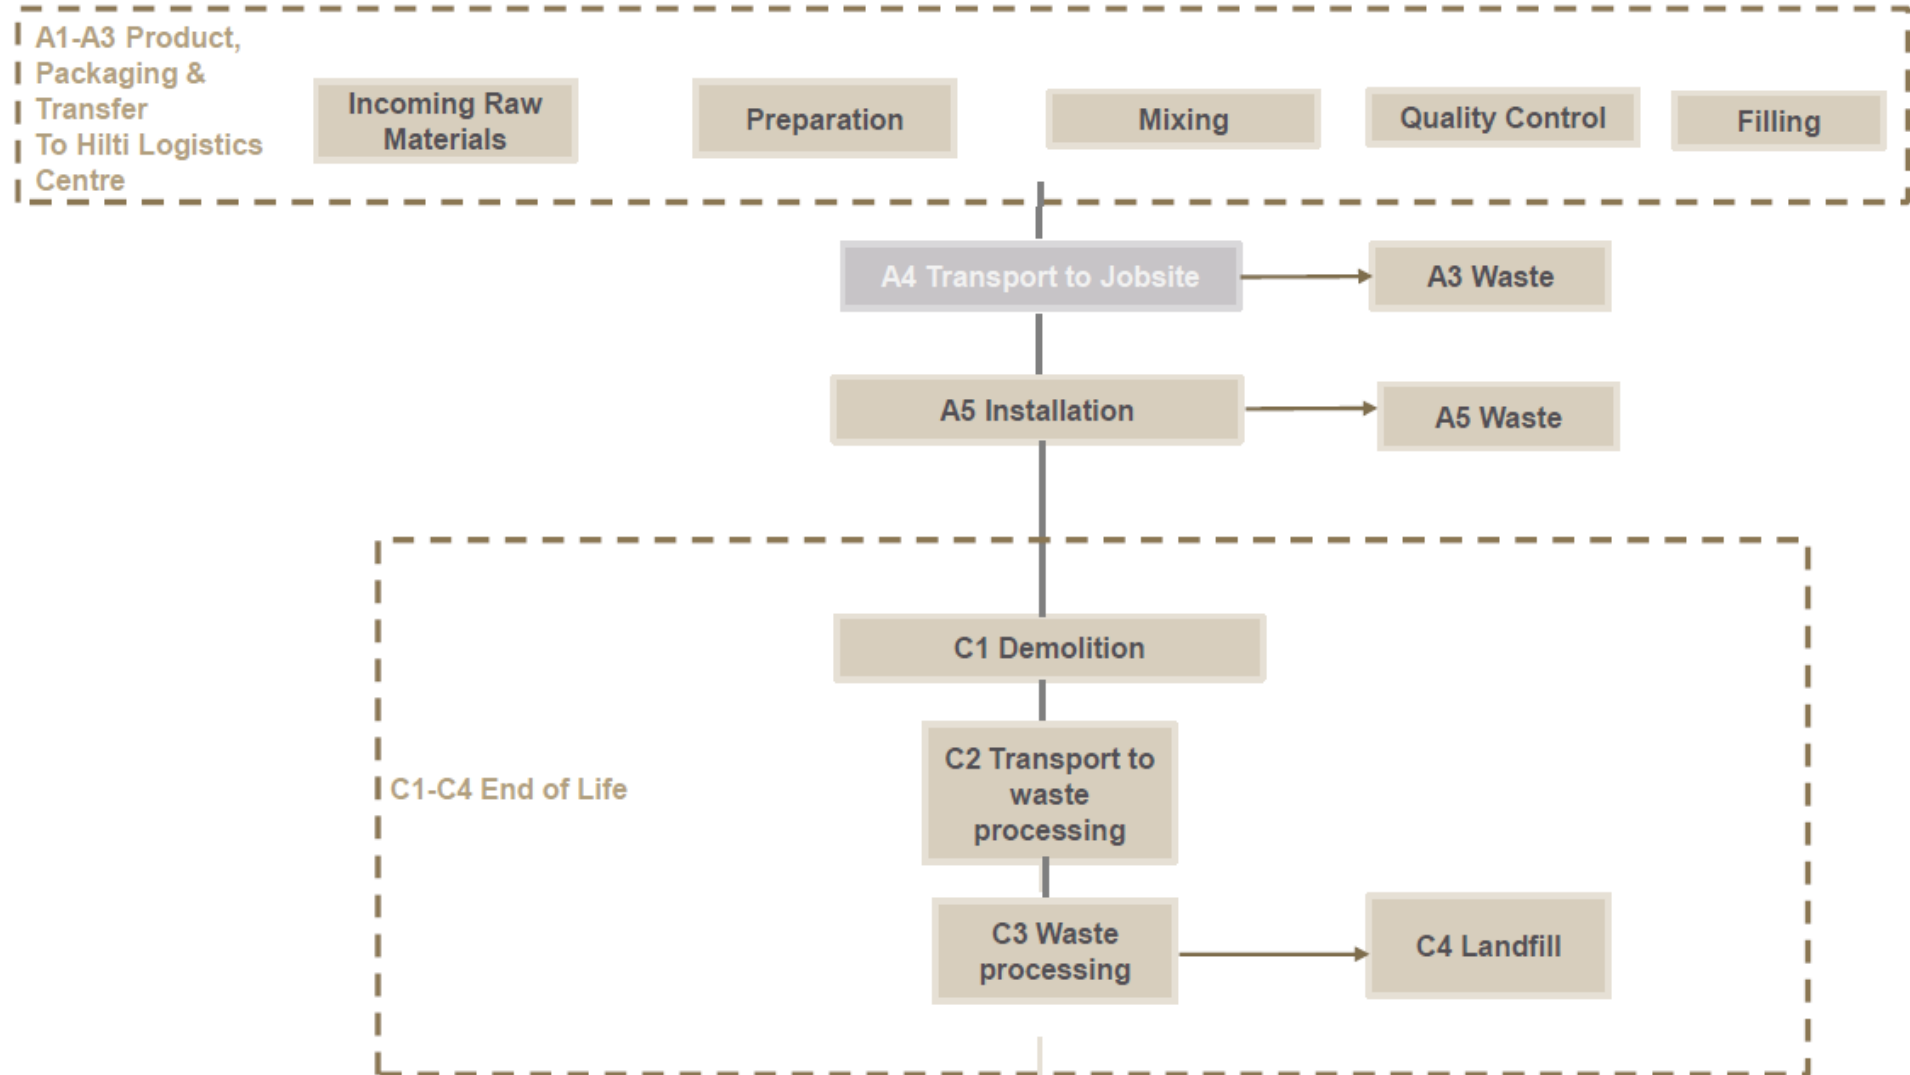 A1-A3 Product,
Packaging &
Transfer
To Hilti Logistics
Centre
Incoming Raw
Materials
Preparation
Mixing
Quality Control
Filling
A4 Transport to Jobsite
A3 Waste
A5 Installation
A5 Waste
C1 Demolition
C2 Transport to
waste
processing
C1-C4 End of Life
C3 Waste
processing
C4 Landfill